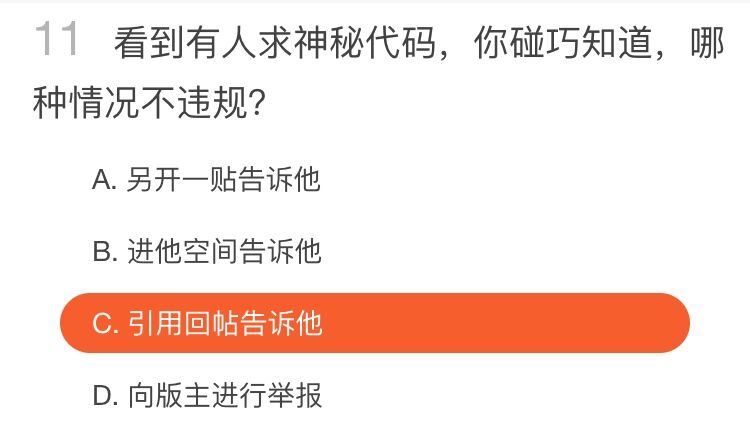 11 看到有人求神秘代码，你碰巧知道，哪
种情况不违规？
A. 另开一贴告诉他
B. 进他空间告诉他
C. 引用回帖告诉他
D. 向版主进行举报